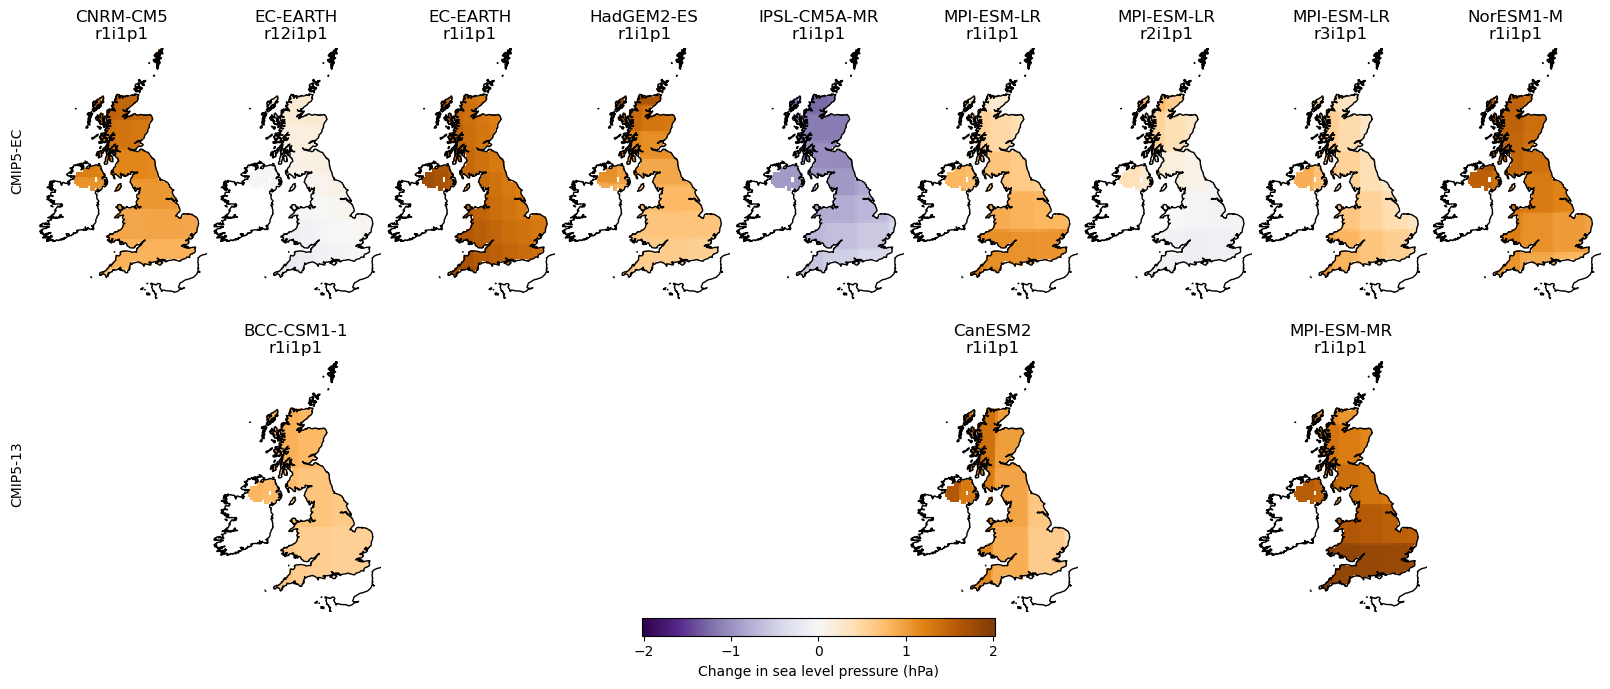 CNRM-CM5
r1i1p1
EC-EARTH
r12i1p1
EC-EARTH
r1i1p1
HadGEM2-ES
r1i1p1
IPSL-CM5A-MR
r1i1p1
MPI-ESM-LR
r1i1p1
MPI-ESM-LR
r2i1p1
MPI-ESM-LR
r3i1p1
NorESM1-M
r1i1p1
CMIP5-EC
BCC-CSM1-1
r1i1p1
CanESM2
r1i1p1
MPI-ESM-MR
r1i1p1
CMIP5-13
−2 −1 0 1 2
Change in sea level pressure (hPa)